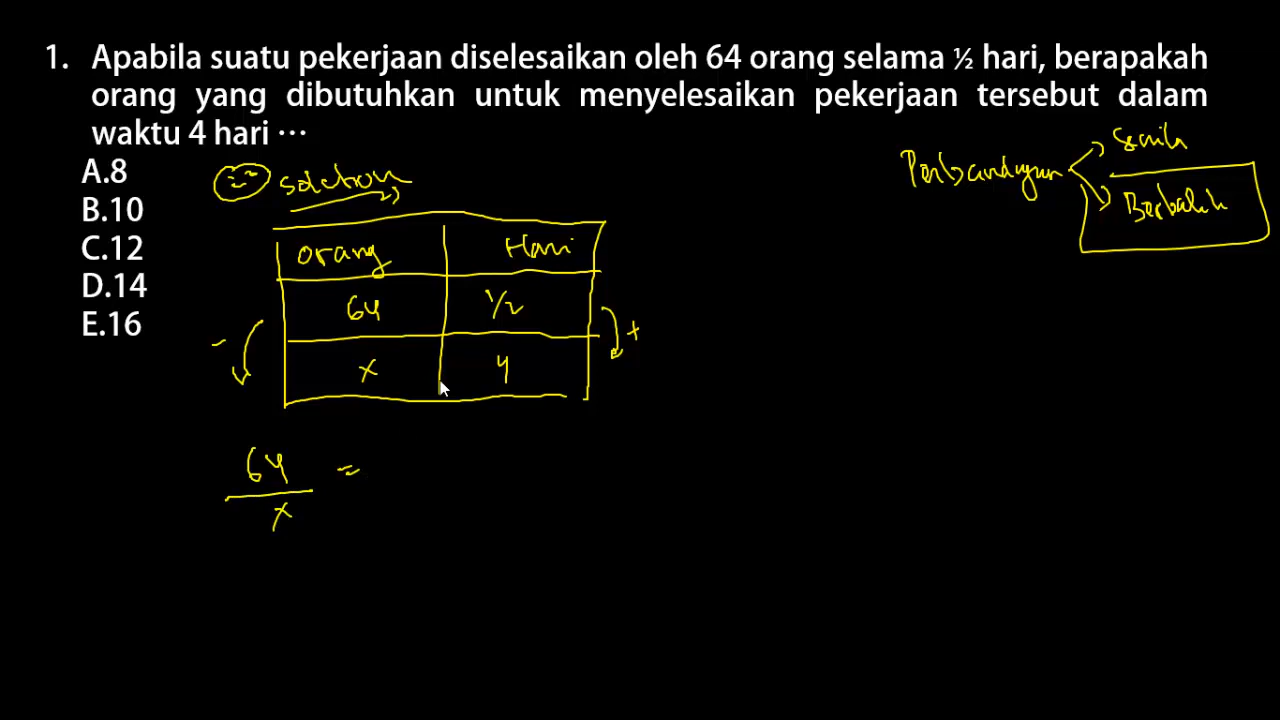 1. Apabila suatu pekerjaan diselesaikan oleh 64 orang selama ½ hari, berapakah
orang yang dibutuhkan untuk menyelesaikan pekerjaan tersebut dalam
waktu 4 hari ⋯
A.8
B.10
C.12
D.14
E.16
solution
Perbandingan
Berbalik
orang Hari
64 ½
x 4
- +
64
x
=